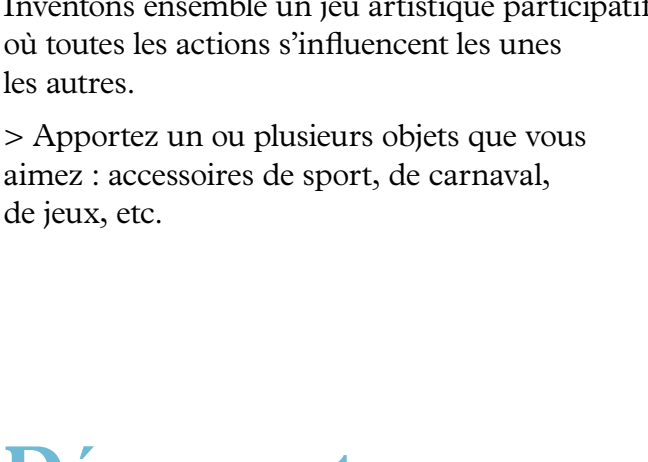 Inventons ensemble un jeu artistique participatif
où toutes les actions s’influencent les unes
les autres.
> Apportez un ou plusieurs objets que vous
aimez : accessoires de sport, de carnaval,
de jeux, etc.